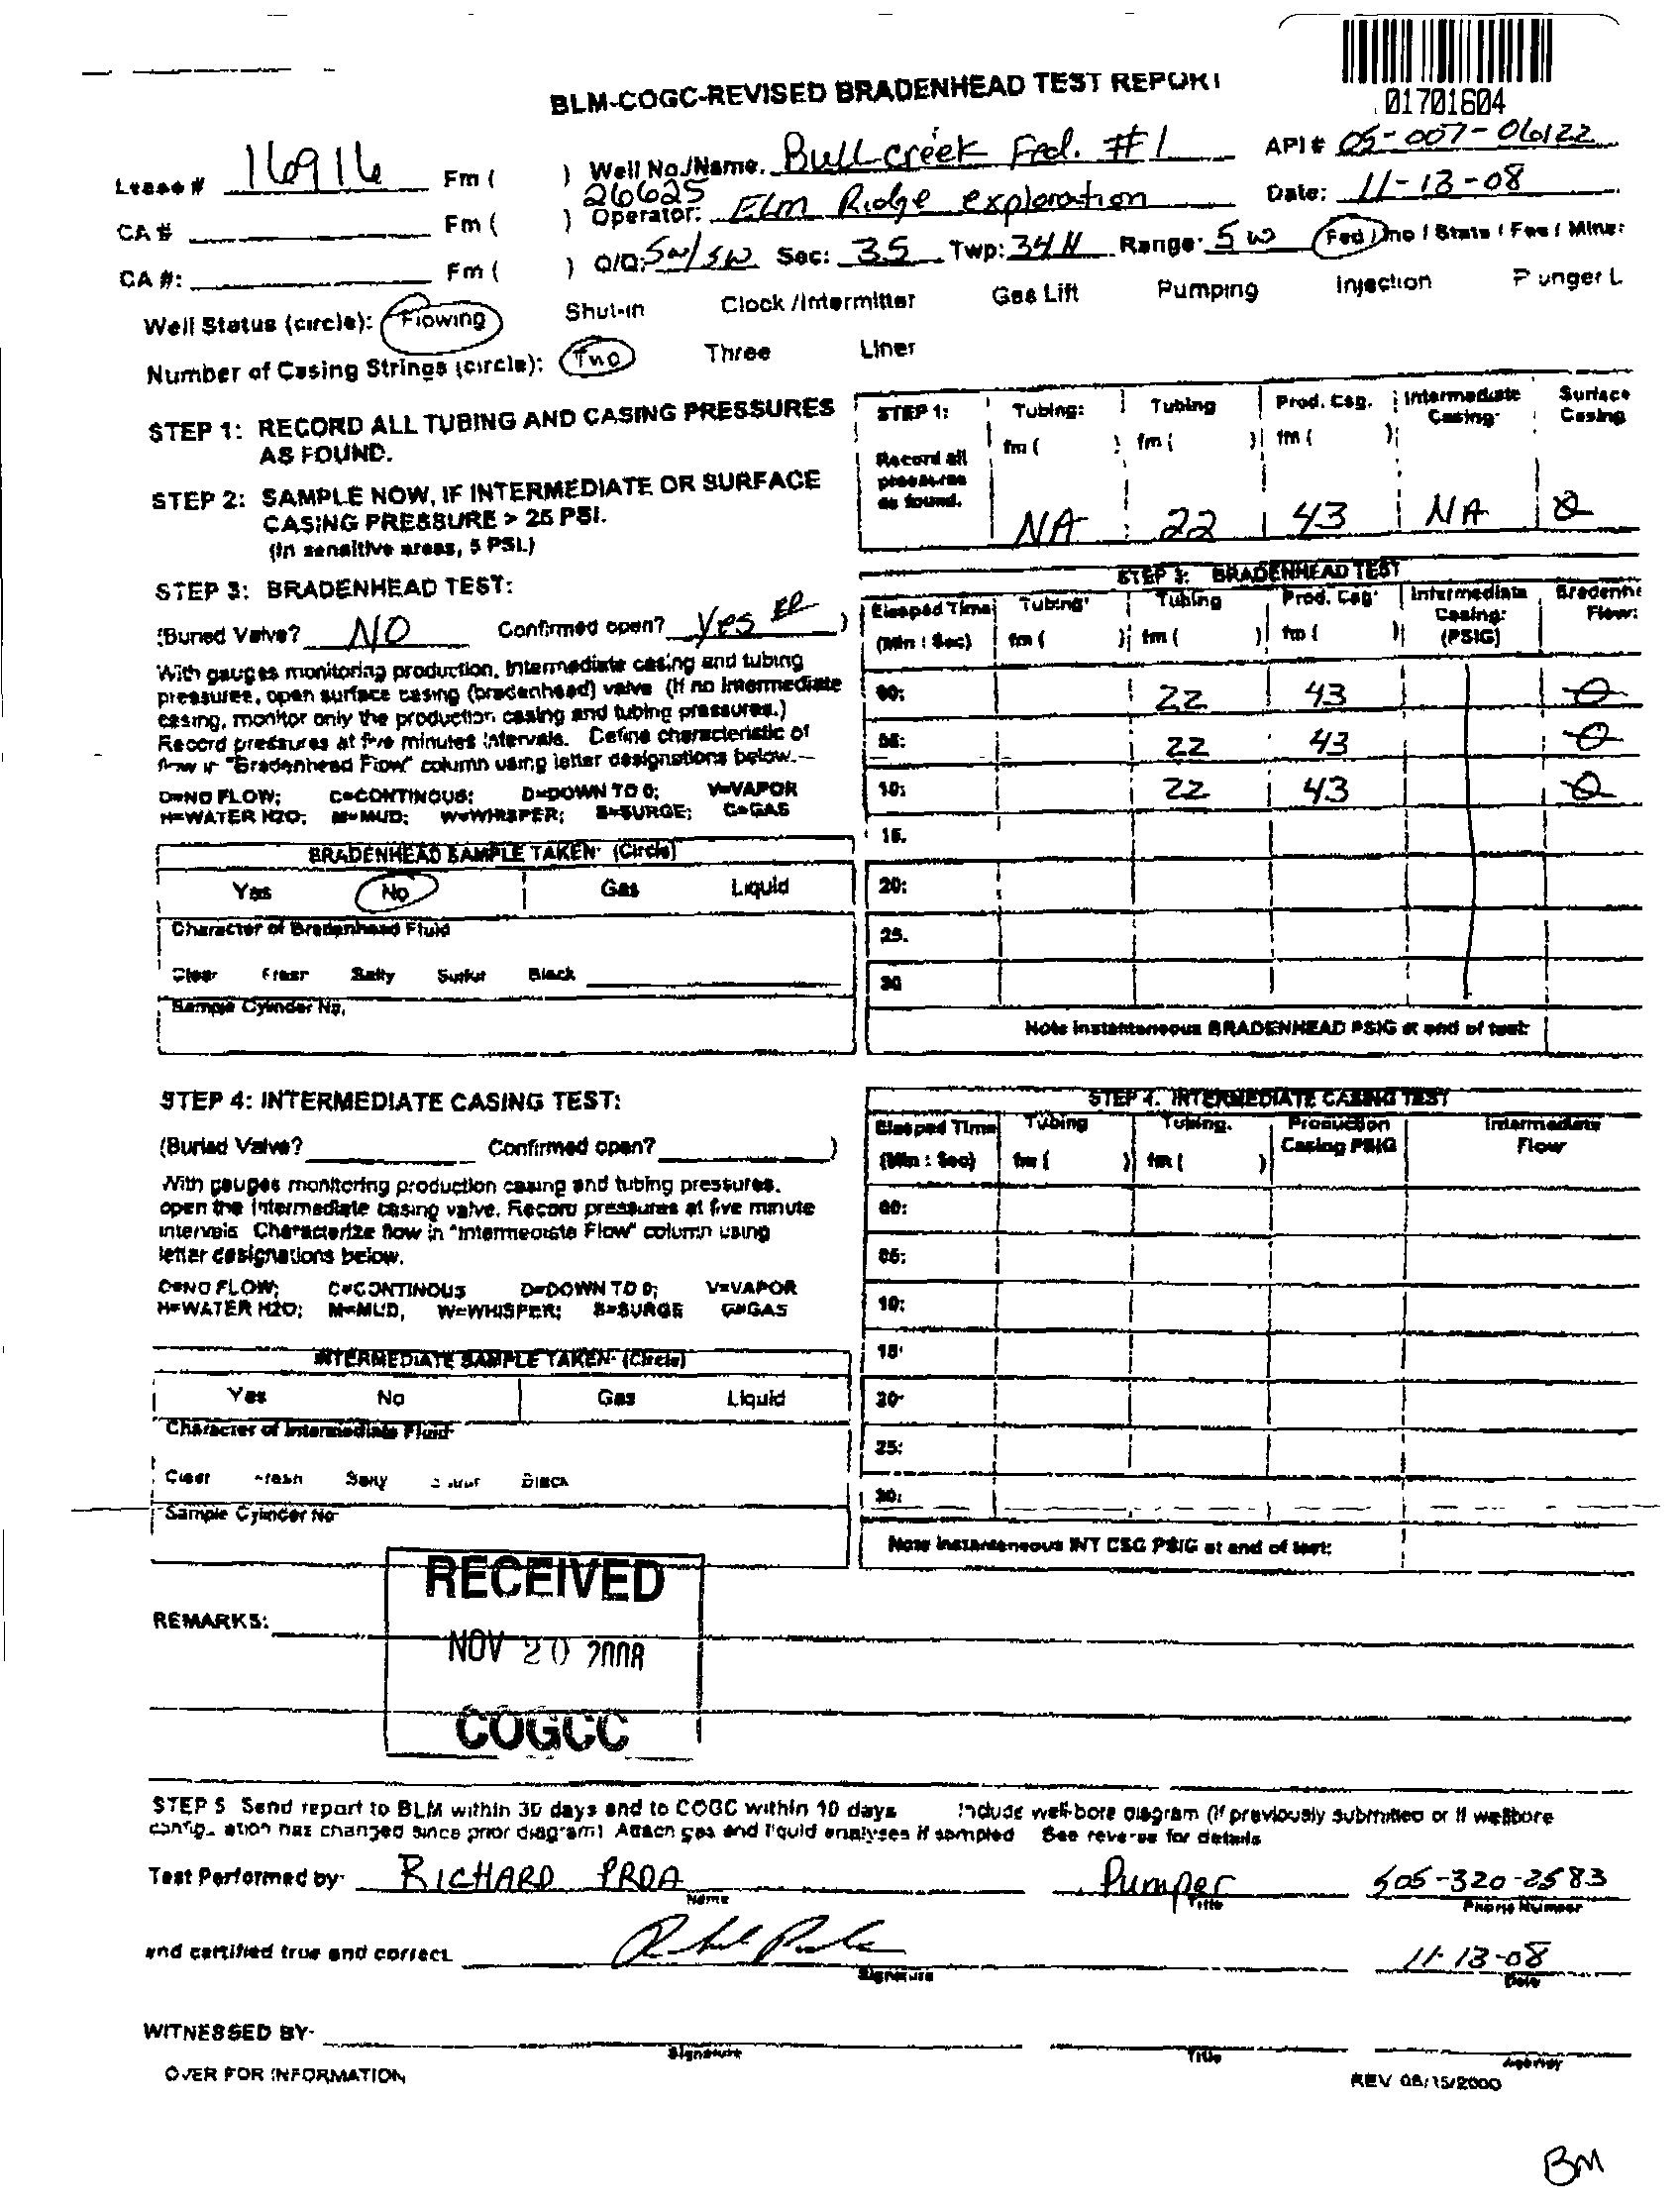 BLM-COGC-REVISED BRADENHEAD TEST REPORT
01701604
Lease # 16916 Fm ( ) Well No./Name. Bull creek Fed. #1 API # 05-007-06122
CA # Fm ( ) 26625 Operator: Elm Ridge exploration Date: 11-13-08
CA #: Fm ( ) Q/Q: SW/SW Sec: 35 Twp: 34N Range: 5W Fed / Ino / State / Fee / Miner
Well Status (circle): Flowing Shut-in Clock /Intermitter Gas Lift Pumping Injection Plunger L
Number of Casing Strings (circle): Two Three Liner
STEP 1: RECORD ALL TUBING AND CASING PRESSURES
AS FOUND.
STEP 2: SAMPLE NOW, IF INTERMEDIATE OR SURFACE
CASING PRESSURE > 25 PSI.
(In sensitive areas, 5 PSI.)
STEP 1: Tubing: Tubing Prod. Csg. Intermediate Casing: Surface Casing
fm ( ) fm ( ) fm ( )
Record all pressures as found. NA 22 43 NA 0
STEP 3: BRADENHEAD TEST:
(Buried Valve? NO Confirmed open? Yes RP )
With gauges monitoring production, intermediate casing and tubing
pressures, open surface casing (bradenhead) valve (If no intermediate
casing, monitor only the production casing and tubing pressures.)
Record pressures at five minutes intervals. Define characteristic of
flow in "Bradenhead Flow" column using letter designations below.
O=NO FLOW; C=CONTINOUS; D=DOWN TO 0; V=VAPOR
H=WATER H2O; M=MUD; W=WHISPER; S=SURGE; G=GAS
BRADENHEAD SAMPLE TAKEN: (Circle)
Yes No Gas Liquid
Character of Bradenhead Fluid
Clear Fresh Salty Sulfur Black
Sample Cylinder No.
STEP 3: BRADENHEAD TEST
Elapsed Time (Min : Sec) Tubing: fm ( ) Tubing fm ( ) Prod. Csg: fm ( ) Intermediate Casing: (PSIG) Bradenhe Flow:
00: 22 43 0
05: 22 43 0
10: 22 43 0
15.
20:
25.
30
Note instantaneous BRADENHEAD PSIG at end of test:
STEP 4: INTERMEDIATE CASING TEST:
(Buried Valve? Confirmed open? )
With gauges monitoring production casing and tubing pressures,
open the intermediate casing valve. Record pressures at five minute
intervals Characterize flow in "Intermediate Flow" column using
letter designations below.
O=NO FLOW; C=CONTINOUS D=DOWN TO 0; V=VAPOR
H=WATER H2O; M=MUD, W=WHISPER; S=SURGE G=GAS
INTERMEDIATE SAMPLE TAKEN- (Circle)
Yes No Gas Liquid
Character of Intermediate Fluid
Clear Fresh Salty Sulfur Black
Sample Cylinder No
STEP 4. INTERMEDIATE CASING TEST
Elapsed Time (Min : Sec) Tubing fm ( ) Tubing. fm ( ) Production Casing PSIG Intermediate Flow
00:
05:
10:
15:
20:
25:
30:
Note instantaneous INT CSG PSIG at end of test:
RECEIVED
NOV 20 2008
COGCC
REMARKS:
STEP 5 Send report to BLM within 30 days and to COGC within 10 days Include well-bore diagram (if previously submitted or if wellbore
configuration has changed since prior diagram) Attach gas and liquid analyses if sampled See reverse for details
Test Performed by RICHARD PROA Pumper 505-320-2583
Name Title Phone Number
and certified true and correct 11-13-08
Signature Date
WITNESSED BY-
Signature Title Agency
OVER FOR INFORMATION REV 08/15/2000
BM